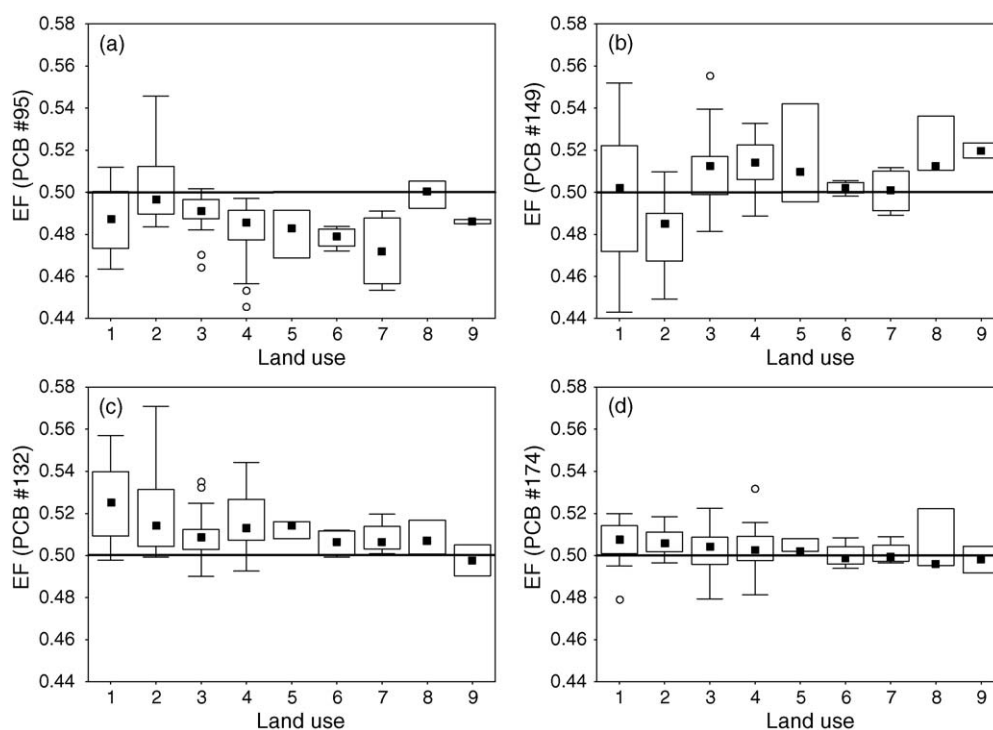 (a)
EF (PCB #95)
0.58
0.56
0.54
0.52
0.50
0.48
0.46
0.44
1 2 3 4 5 6 7 8 9
Land use
(b)
EF (PCB #149)
0.58
0.56
0.54
0.52
0.50
0.48
0.46
0.44
1 2 3 4 5 6 7 8 9
Land use
(c)
EF (PCB #132)
0.58
0.56
0.54
0.52
0.50
0.48
0.46
0.44
1 2 3 4 5 6 7 8 9
Land use
(d)
EF (PCB #174)
0.58
0.56
0.54
0.52
0.50
0.48
0.46
0.44
1 2 3 4 5 6 7 8 9
Land use